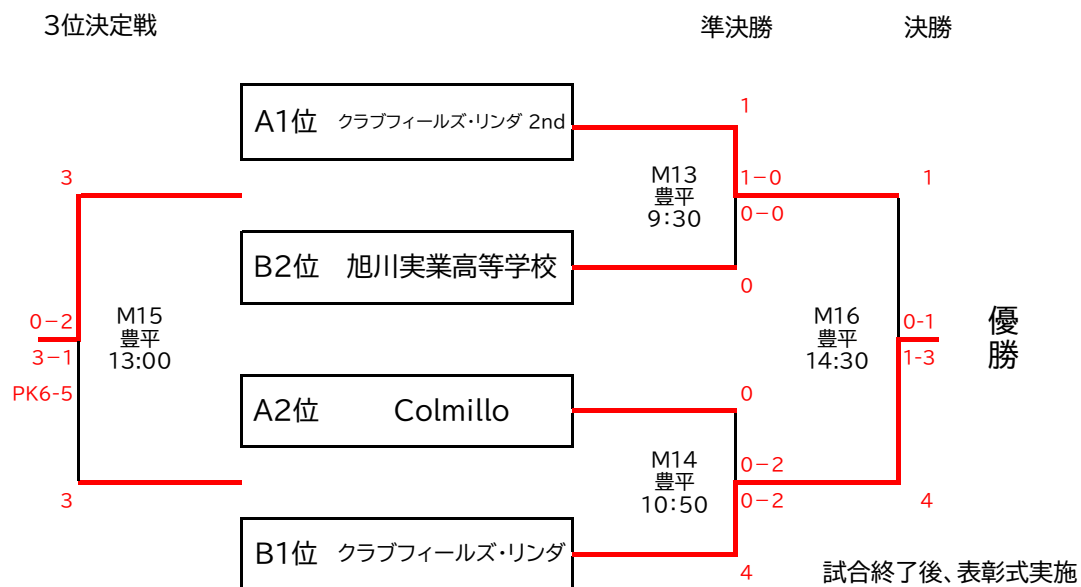 3位決定戦
準決勝
決勝
A1位 クラブフィールズ・リンダ 2nd
1
M13
豊平
9:30
1−0
0−0
3
1
B2位 旭川実業高等学校
0
0−2
3−1
PK6-5
M15
豊平
13:00
M16
豊平
14:30
0-1
1-3
優勝
A2位 Colmillo
0
M14
豊平
10:50
0−2
0−2
3
4
B1位 クラブフィールズ・リンダ
4
試合終了後、表彰式実施